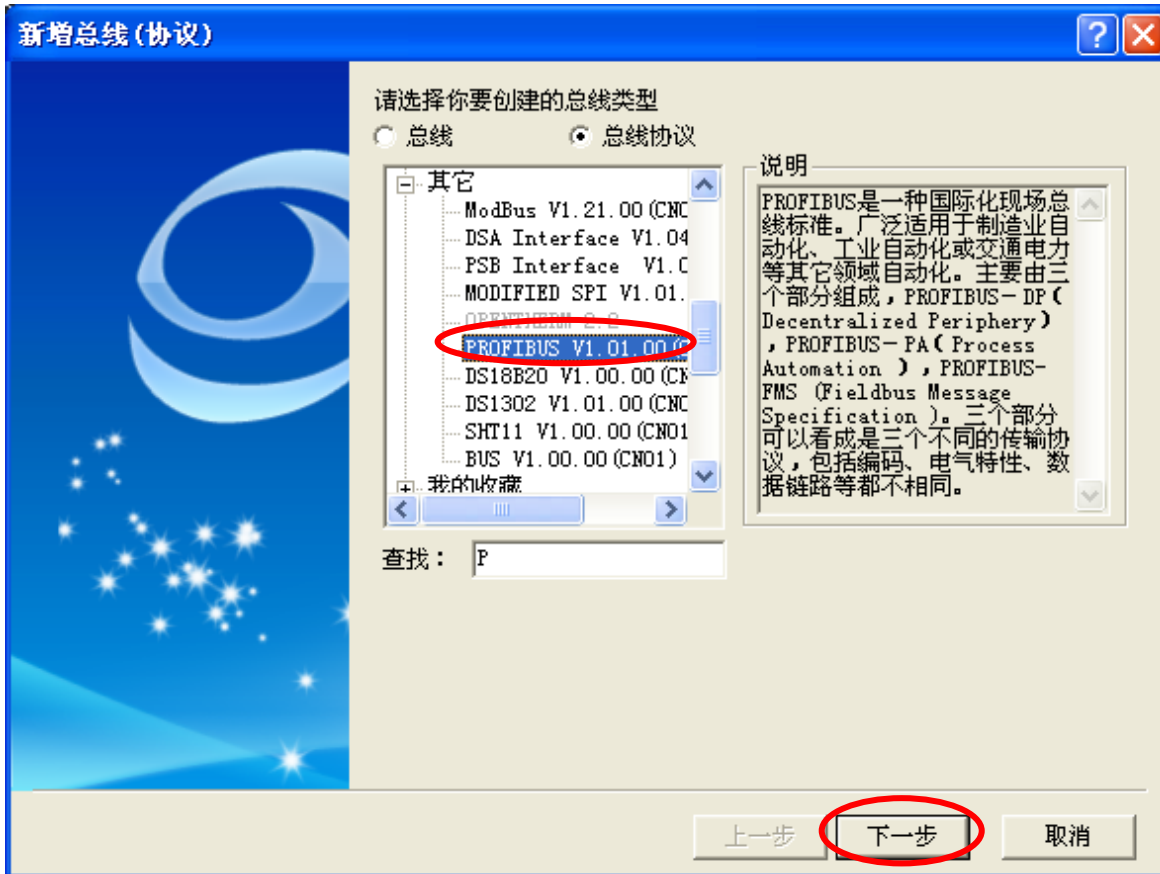 新增总线(协议)
请选择你要创建的总线类型
总线
总线协议
其它
ModBus V1.21.00(CNO
DSA Interface V1.04
PSB Interface V1.0
MODIFIED SPI V1.01.
OPENTHERM 2.2
PROFIBUS V1.01.00(C
DS18B20 V1.00.00(CN
DS1302 V1.01.00(CNO
SHT11 V1.00.00(CN01
BUS V1.00.00(CN01)
我的收藏
说明
PROFIBUS是一种国际化现场总
线标准。广泛适用于制造业自
动化、工业自动化或交通电力
等其它领域自动化。主要由三
个部分组成，PROFIBUS－DP(
Decentralized Periphery)
，PROFIBUS－PA(Process
Automation )，PROFIBUS-
FMS (Fieldbus Message
Specification )。三个部分
可以看成是三个不同的传输协
议，包括编码、电气特性、数
据链路等都不相同。
查找：
P
上一步
下一步
取消